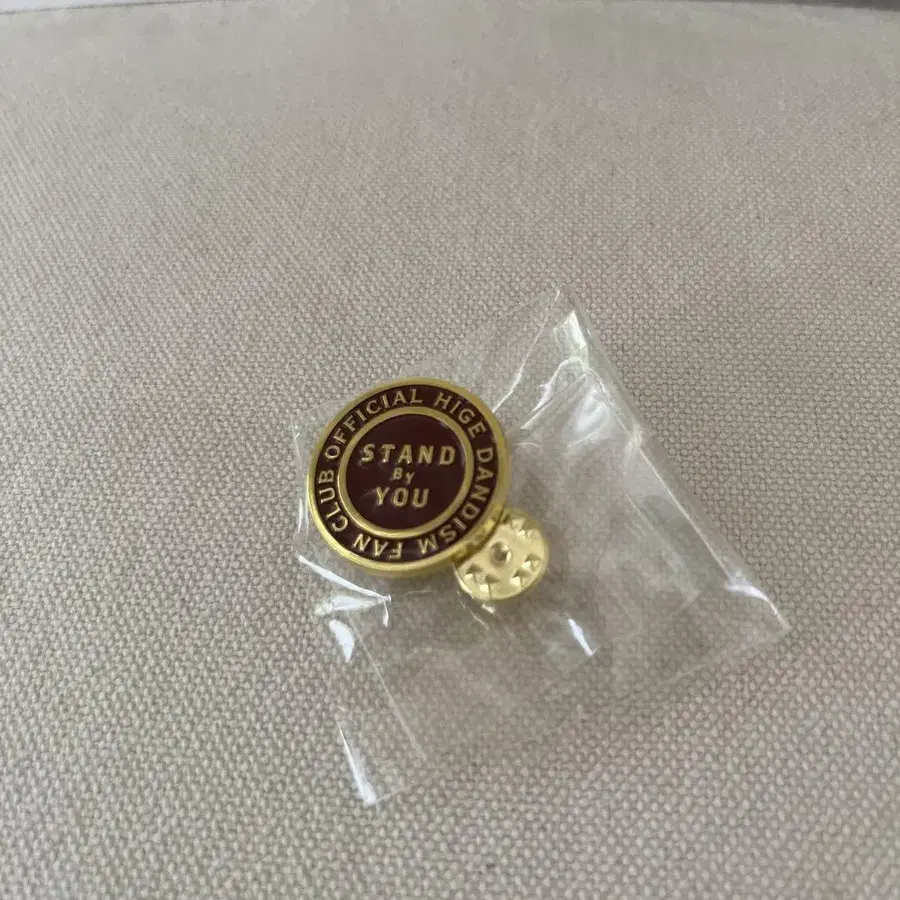 OFFICIAL HIGE DANDISM FAN CLUB
STAND
By
YOU